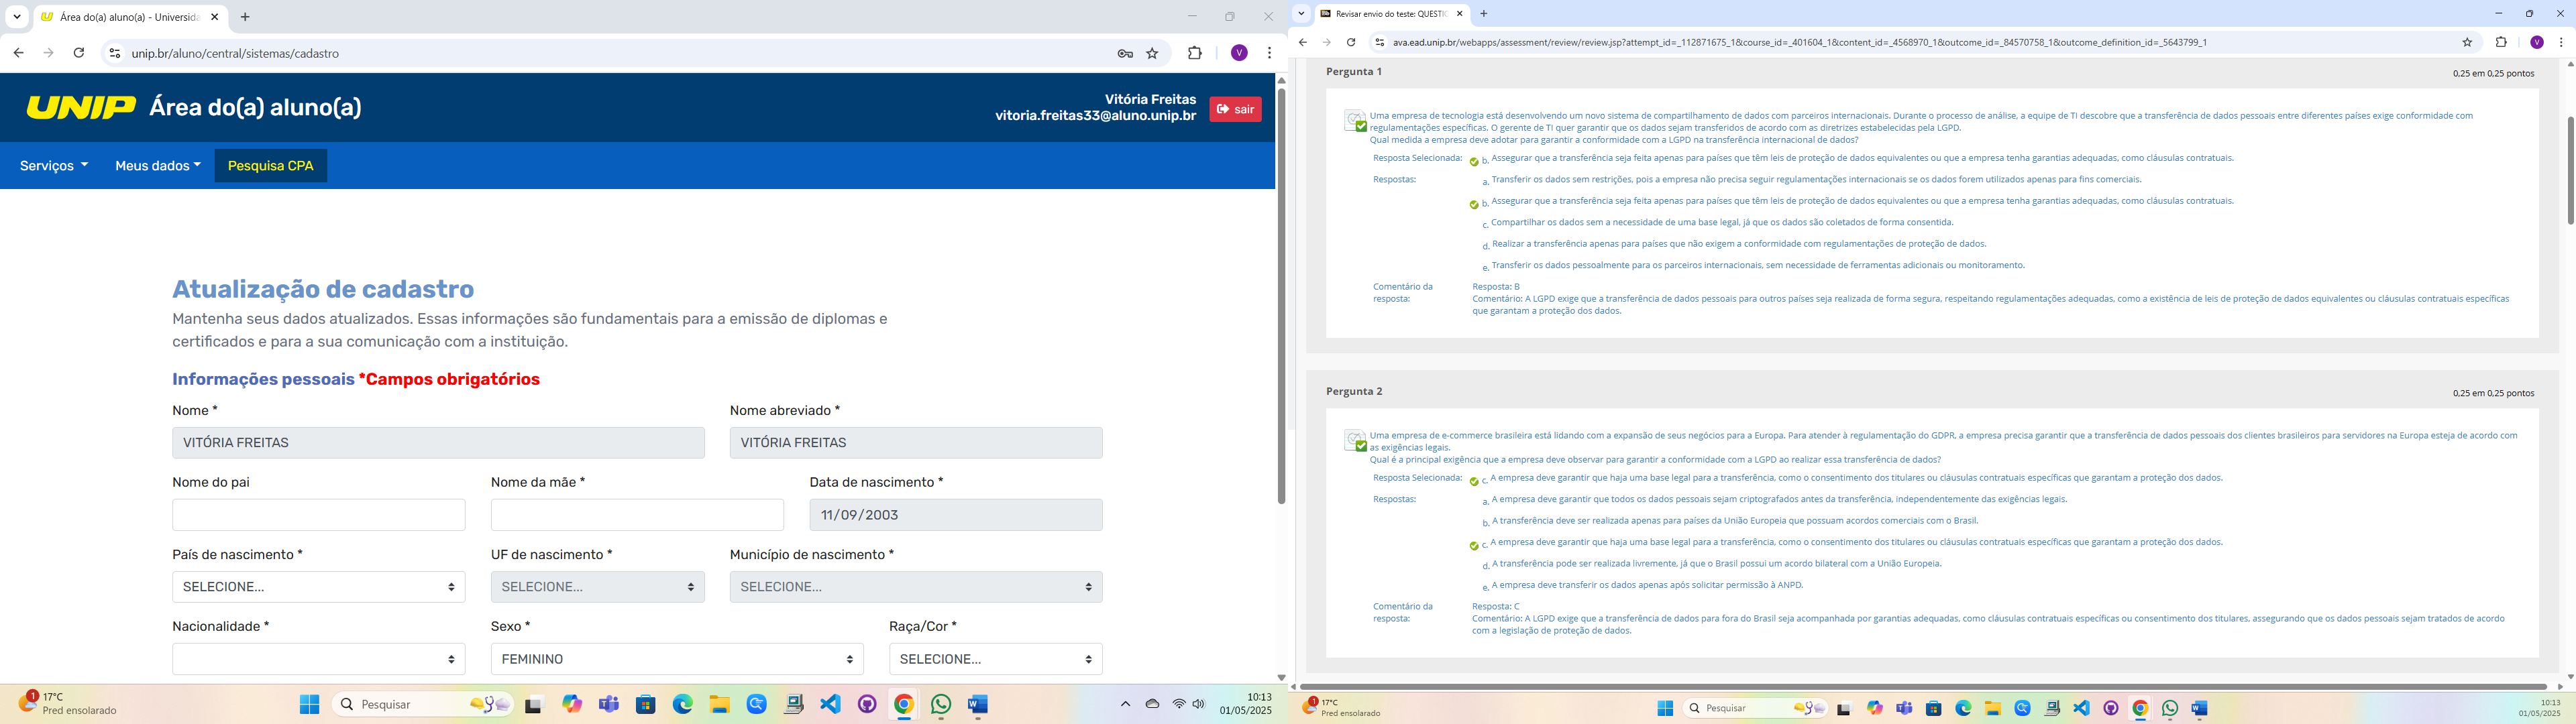 Área do(a) aluno(a) - Universida
unip.br/aluno/central/sistemas/cadastro
V
UNIP Área do(a) aluno(a)
Vitória Freitas
vitoria.freitas33@aluno.unip.br
sair
Serviços Meus dados Pesquisa CPA
Atualização de cadastro
Mantenha seus dados atualizados. Essas informações são fundamentais para a emissão de diplomas e
certificados e para a sua comunicação com a instituição.
Informações pessoais *Campos obrigatórios
Nome * Nome abreviado *
VITÓRIA FREITAS VITÓRIA FREITAS
Nome do pai Nome da mãe * Data de nascimento *
11/09/2003
País de nascimento * UF de nascimento * Município de nascimento *
SELECIONE... SELECIONE... SELECIONE...
Nacionalidade * Sexo * Raça/Cor *
FEMININO SELECIONE...
1
17°C
Pred ensolarado
Pesquisar
10:13
01/05/2025
Revisar envio do teste: QUESTIO
ava.ead.unip.br/webapps/assessment/review/review.jsp?attempt_id=_112871675_1&course_id=_401604_1&content_id=_4568970_1&outcome_id=_84570758_1&outcome_definition_id=_5643799_1
V
Pergunta 1
0,25 em 0,25 pontos
Uma empresa de tecnologia está desenvolvendo um novo sistema de compartilhamento de dados com parceiros internacionais. Durante o processo de análise, a equipe de TI descobre que a transferência de dados pessoais entre diferentes países exige conformidade com
regulamentações específicas. O gerente de TI quer garantir que os dados sejam transferidos de acordo com as diretrizes estabelecidas pela LGPD.
Qual medida a empresa deve adotar para garantir a conformidade com a LGPD na transferência internacional de dados?
Resposta Selecionada: b. Assegurar que a transferência seja feita apenas para países que têm leis de proteção de dados equivalentes ou que a empresa tenha garantias adequadas, como cláusulas contratuais.
Respostas: a. Transferir os dados sem restrições, pois a empresa não precisa seguir regulamentações internacionais se os dados forem utilizados apenas para fins comerciais.
b. Assegurar que a transferência seja feita apenas para países que têm leis de proteção de dados equivalentes ou que a empresa tenha garantias adequadas, como cláusulas contratuais.
c. Compartilhar os dados sem a necessidade de uma base legal, já que os dados são coletados de forma consentida.
d. Realizar a transferência apenas para países que não exigem a conformidade com regulamentações de proteção de dados.
e. Transferir os dados pessoalmente para os parceiros internacionais, sem necessidade de ferramentas adicionais ou monitoramento.
Comentário da resposta: Resposta: B
Comentário: A LGPD exige que a transferência de dados pessoais para outros países seja realizada de forma segura, respeitando regulamentações adequadas, como a existência de leis de proteção de dados equivalentes ou cláusulas contratuais específicas
que garantam a proteção dos dados.
Pergunta 2
0,25 em 0,25 pontos
Uma empresa de e-commerce brasileira está lidando com a expansão de seus negócios para a Europa. Para atender à regulamentação do GDPR, a empresa precisa garantir que a transferência de dados pessoais dos clientes brasileiros para servidores na Europa esteja de acordo com
as exigências legais.
Qual é a principal exigência que a empresa deve observar para garantir a conformidade com a LGPD ao realizar essa transferência de dados?
Resposta Selecionada: c. A empresa deve garantir que haja uma base legal para a transferência, como o consentimento dos titulares ou cláusulas contratuais específicas que garantam a proteção dos dados.
Respostas: a. A empresa deve garantir que todos os dados pessoais sejam criptografados antes da transferência, independentemente das exigências legais.
b. A transferência deve ser realizada apenas para países da União Europeia que possuam acordos comerciais com o Brasil.
c. A empresa deve garantir que haja uma base legal para a transferência, como o consentimento dos titulares ou cláusulas contratuais específicas que garantam a proteção dos dados.
d. A transferência pode ser realizada livremente, já que o Brasil possui um acordo bilateral com a União Europeia.
e. A empresa deve transferir os dados apenas após solicitar permissão à ANPD.
Comentário da resposta: Resposta: C
Comentário: A LGPD exige que a transferência de dados para fora do Brasil seja acompanhada por garantias adequadas, como cláusulas contratuais específicas ou consentimento dos titulares, assegurando que os dados pessoais sejam tratados de acordo
com a legislação de proteção de dados.
1
17°C
Pred ensolarado
Pesquisar
10:13
01/05/2025